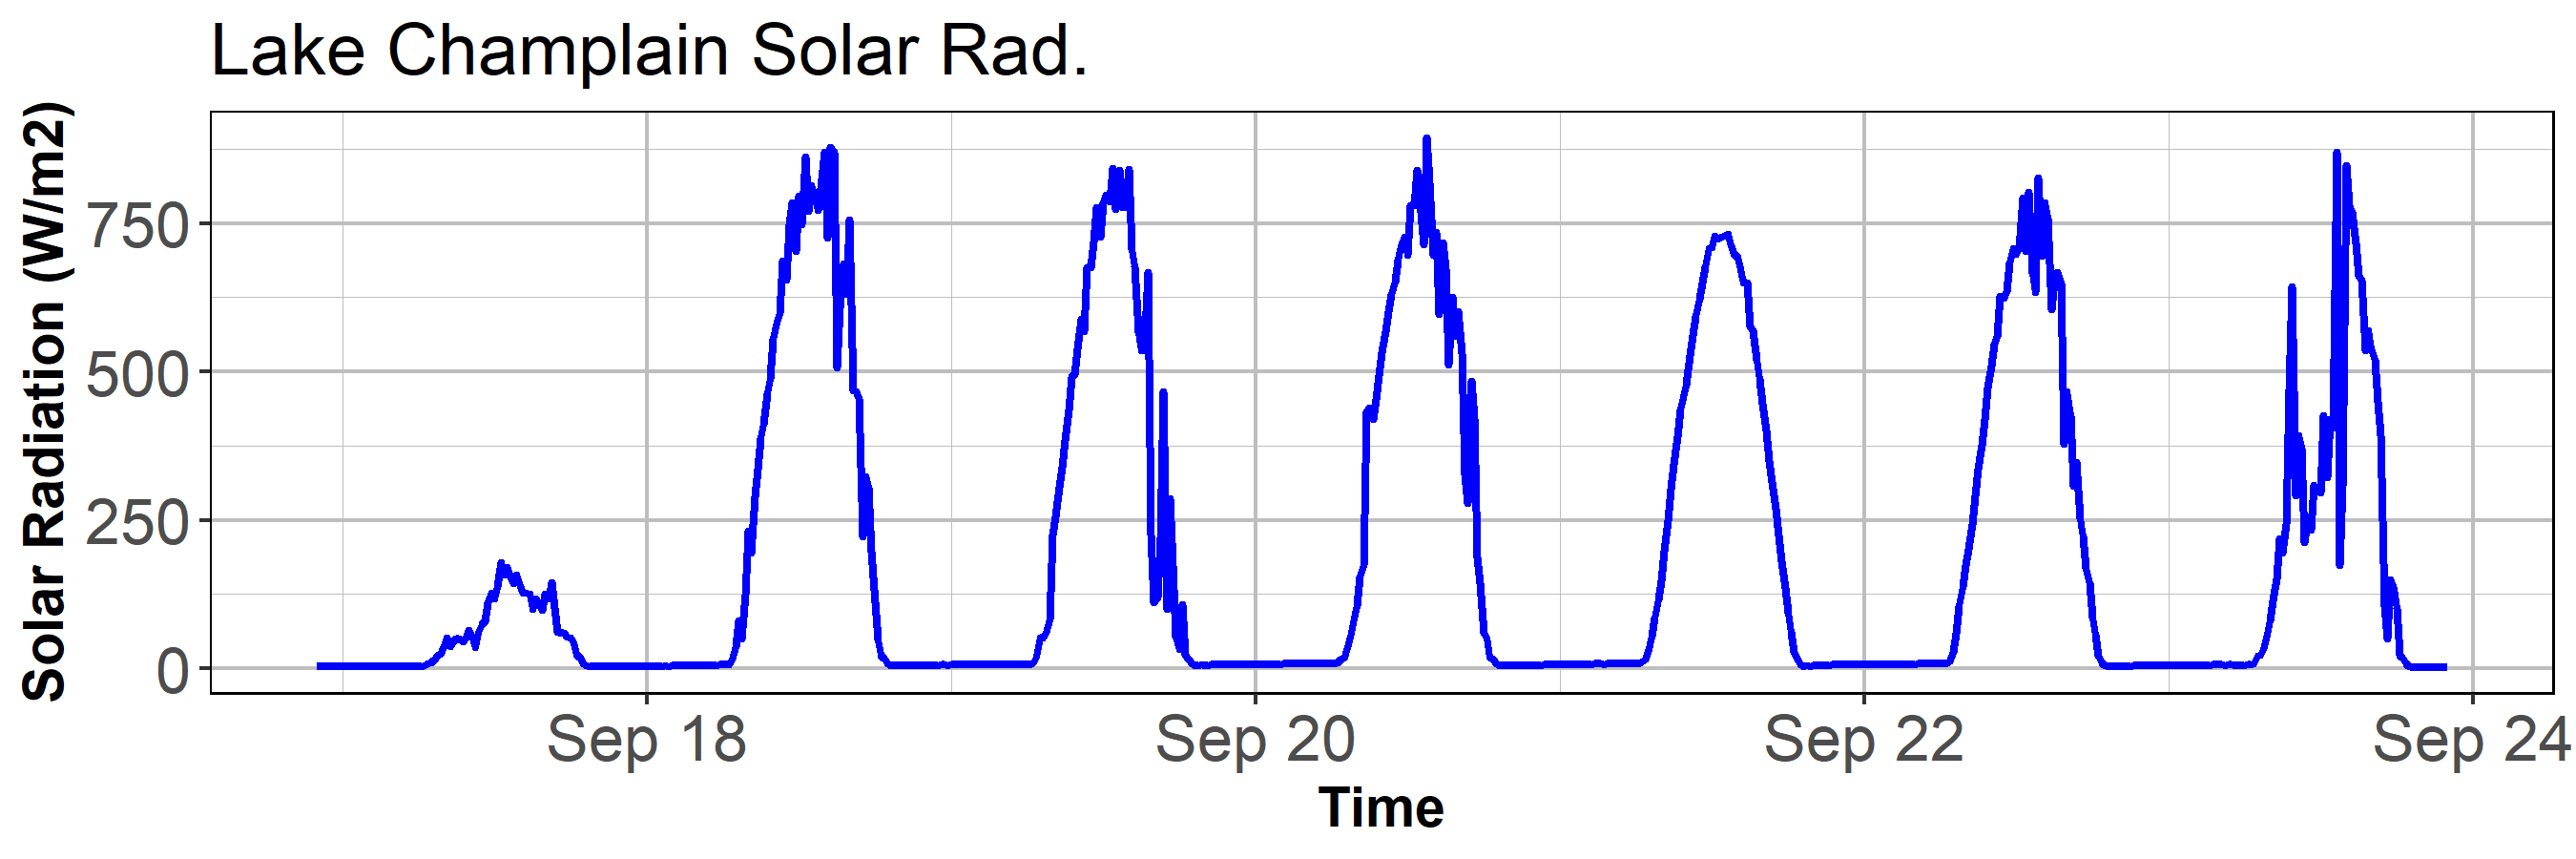 Lake Champlain Solar Rad.
Solar Radiation (W/m2)
750
500
250
0
Sep 18
Sep 20
Sep 22
Sep 24
Time